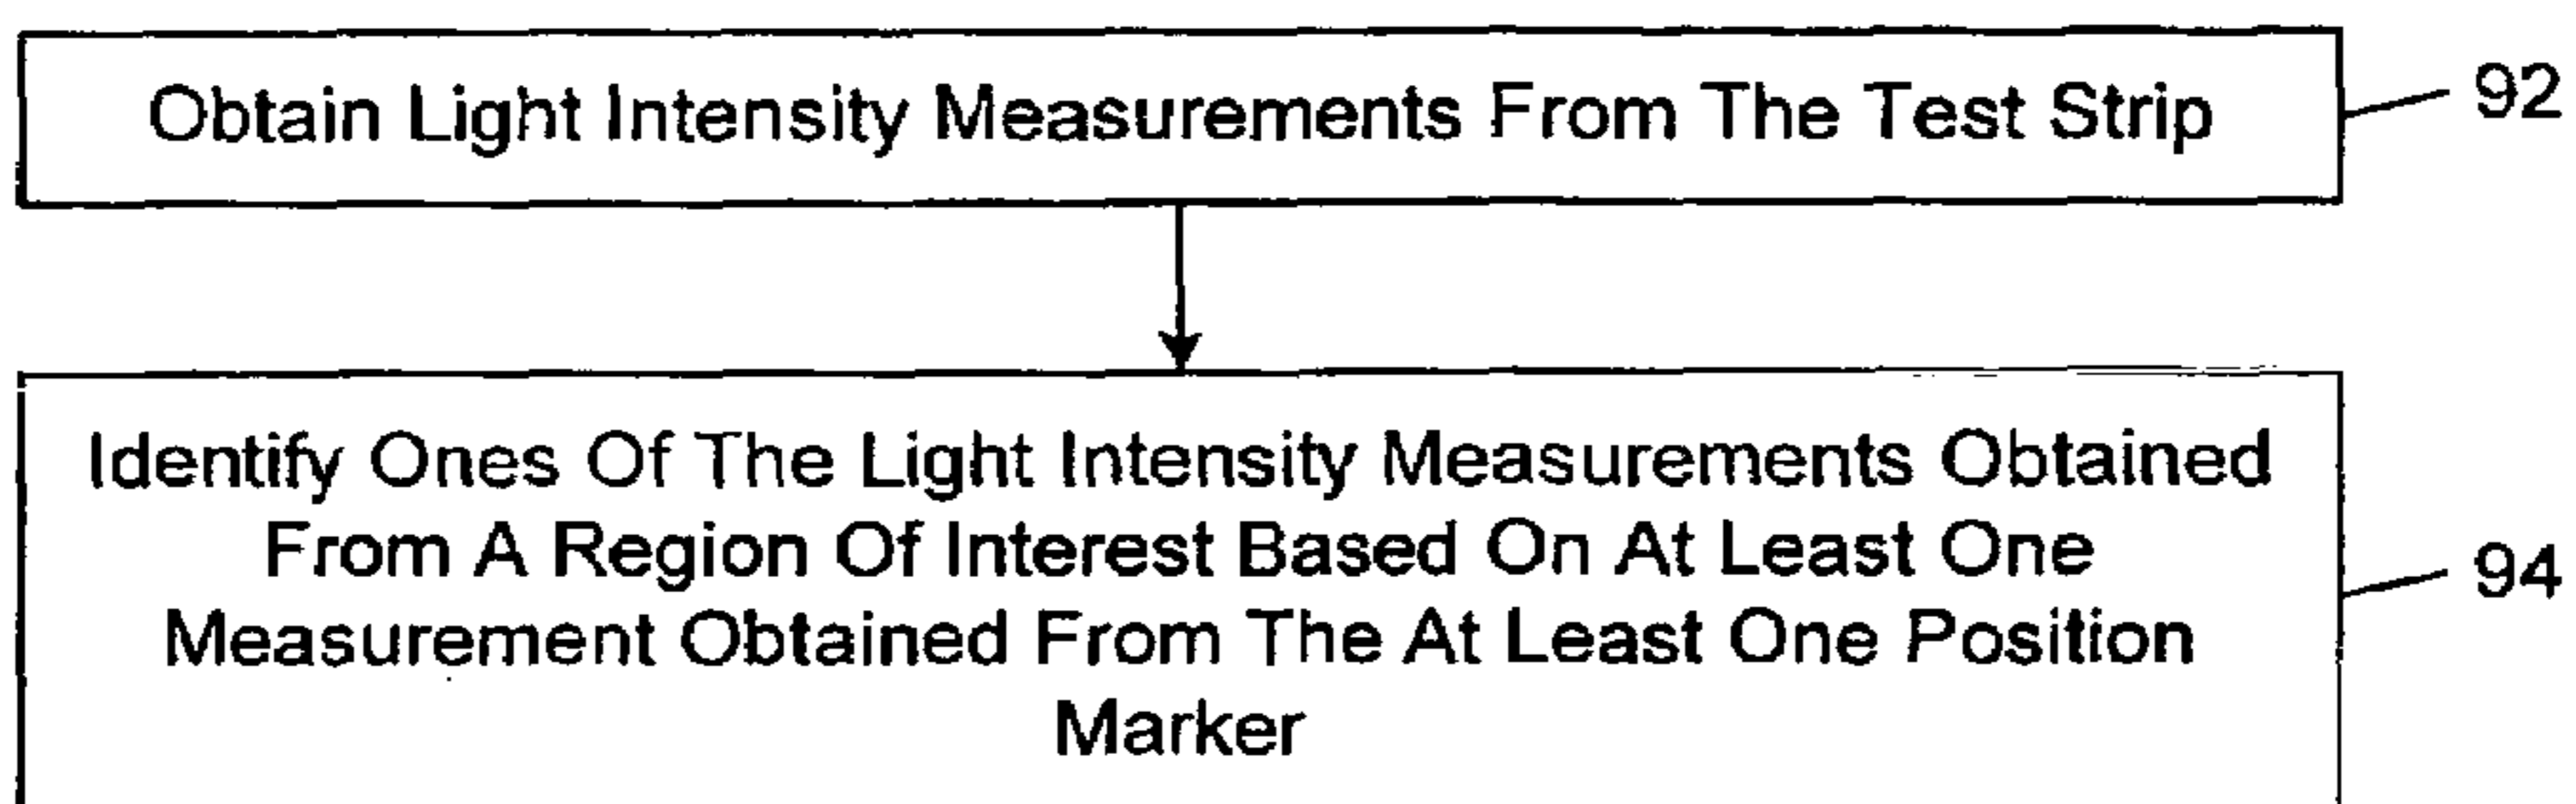 Obtain Light Intensity Measurements From The Test Strip
92
Identify Ones Of The Light Intensity Measurements Obtained
From A Region Of Interest Based On At Least One
Measurement Obtained From The At Least One Position
Marker
94